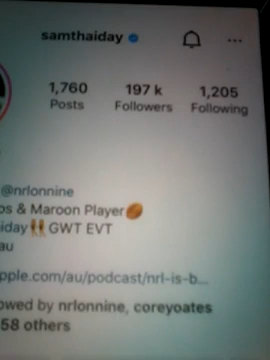 samthaiday
1,760 197 k 1,205
Posts Followers Following
@nrlonnine
os & Maroon Player🏉
iday👯GWT EVT
au
pple.com/au/podcast/nrl-is-b...
owed by nrlonnine, coreyoates
58 others